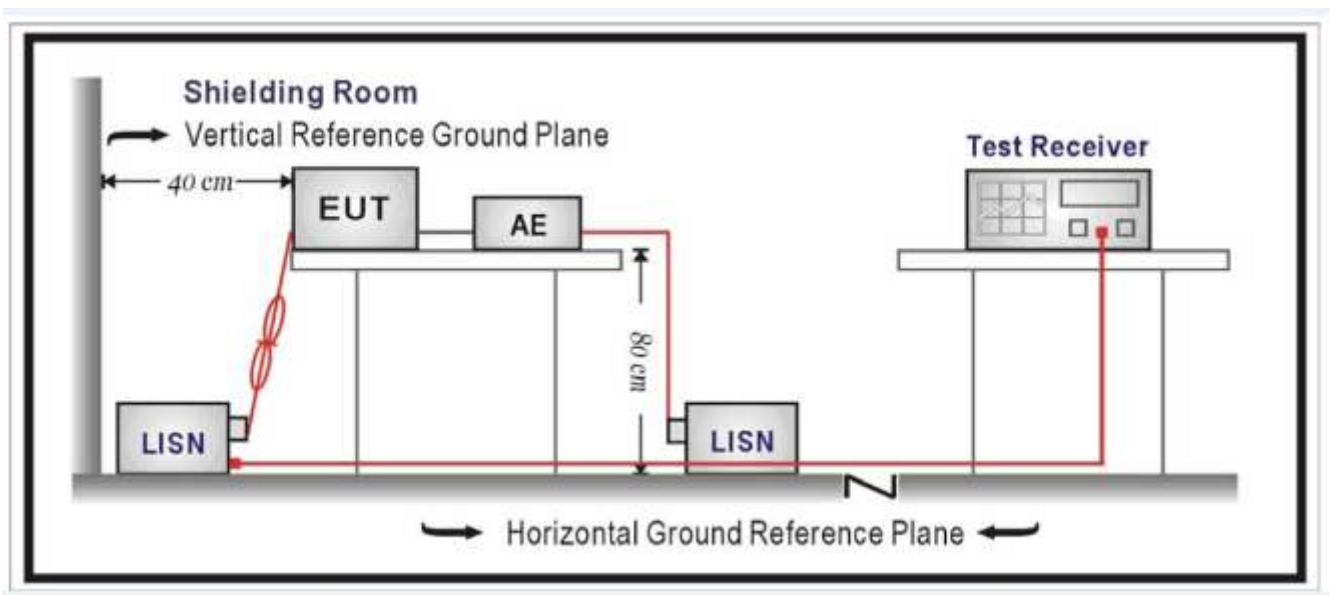 Shielding Room
Vertical Reference Ground Plane
Test Receiver
40 cm
EUT
AE
80 cm
LISN
LISN
Horizontal Ground Reference Plane